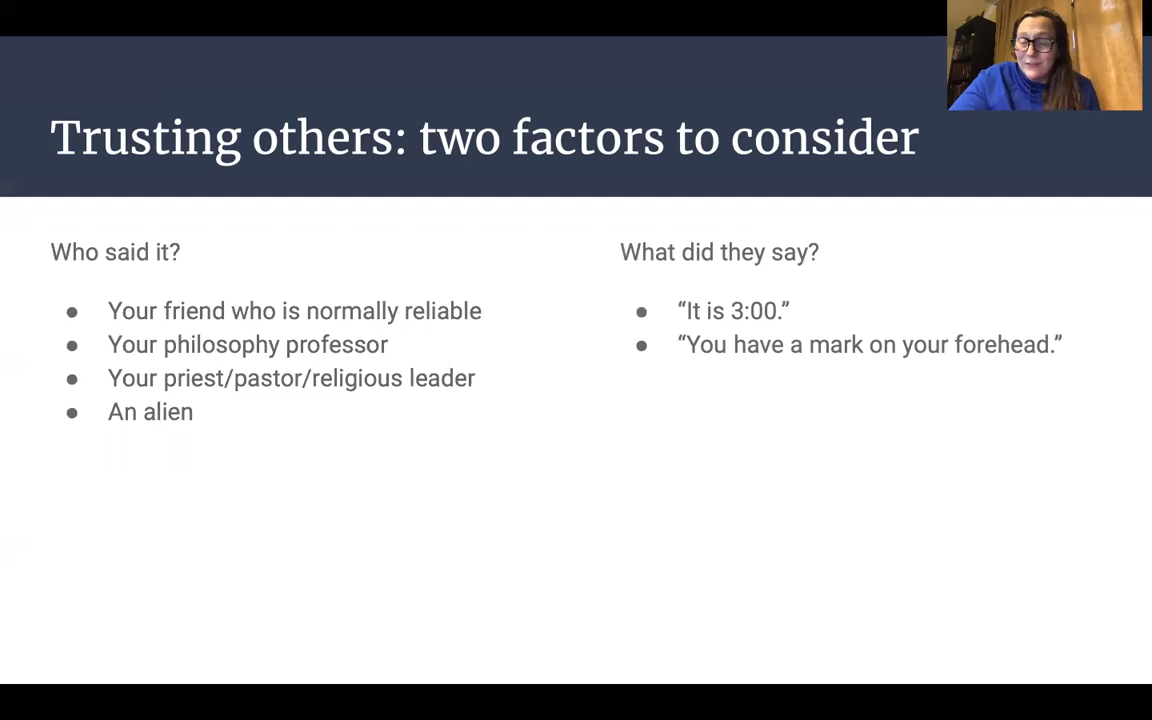 Trusting others: two factors to consider
Who said it?
● Your friend who is normally reliable
● Your philosophy professor
● Your priest/pastor/religious leader
● An alien
What did they say?
● “It is 3:00.”
● “You have a mark on your forehead.”